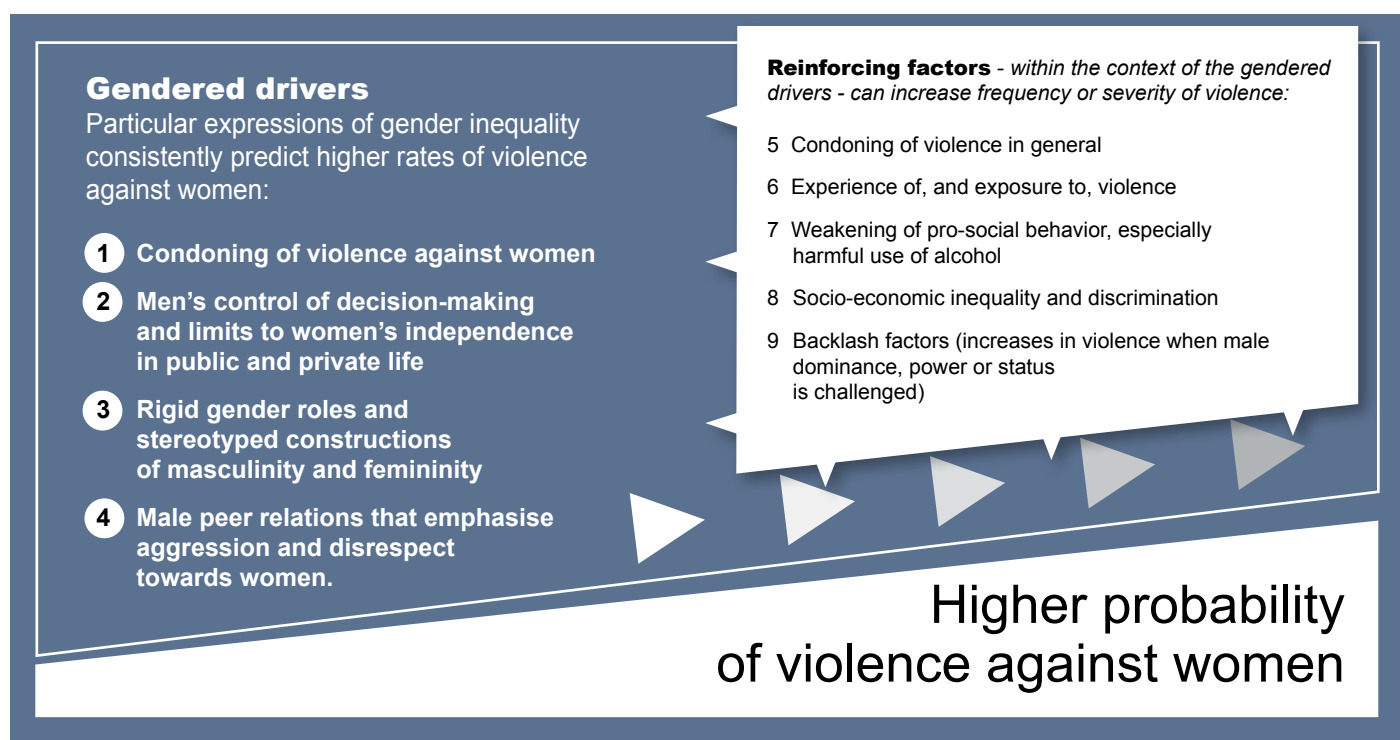 Gendered drivers
Particular expressions of gender inequality
consistently predict higher rates of violence
against women:
1 Condoning of violence against women
2 Men’s control of decision-making
and limits to women’s independence
in public and private life
3 Rigid gender roles and
stereotyped constructions
of masculinity and femininity
4 Male peer relations that emphasise
aggression and disrespect
towards women.
Reinforcing factors - within the context of the gendered
drivers - can increase frequency or severity of violence:
5 Condoning of violence in general
6 Experience of, and exposure to, violence
7 Weakening of pro-social behavior, especially
harmful use of alcohol
8 Socio-economic inequality and discrimination
9 Backlash factors (increases in violence when male
dominance, power or status
is challenged)
Higher probability
of violence against women